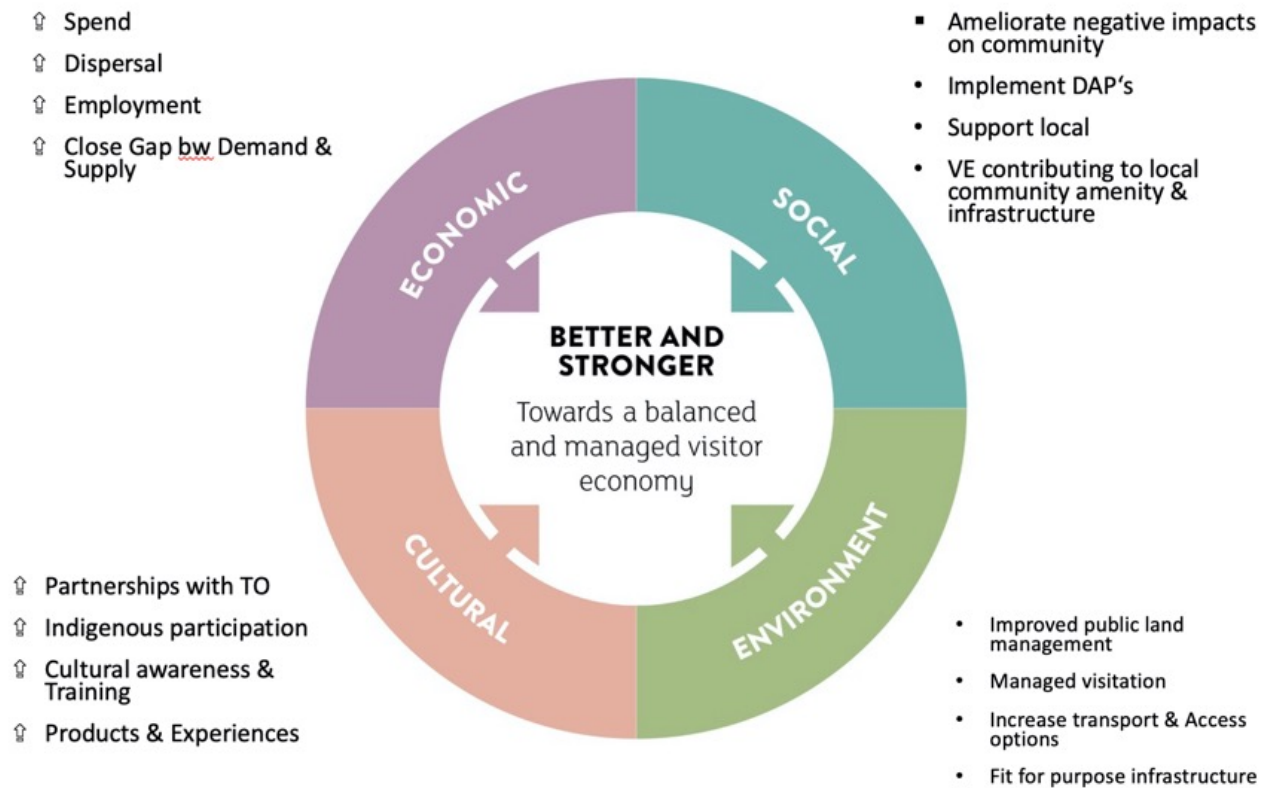 ⇧ Spend
⇧ Dispersal
⇧ Employment
⇧ Close Gap bw Demand &
Supply
▪ Ameliorate negative impacts
on community
• Implement DAP‘s
• Support local
• VE contributing to local
community amenity &
infrastructure
ECONOMIC
SOCIAL
BETTER AND
STRONGER
Towards a balanced
and managed visitor
economy
CULTURAL
ENVIRONMENT
⇧ Partnerships with TO
⇧ Indigenous participation
⇧ Cultural awareness &
Training
⇧ Products & Experiences
• Improved public land
management
• Managed visitation
• Increase transport & Access
options
• Fit for purpose infrastructure